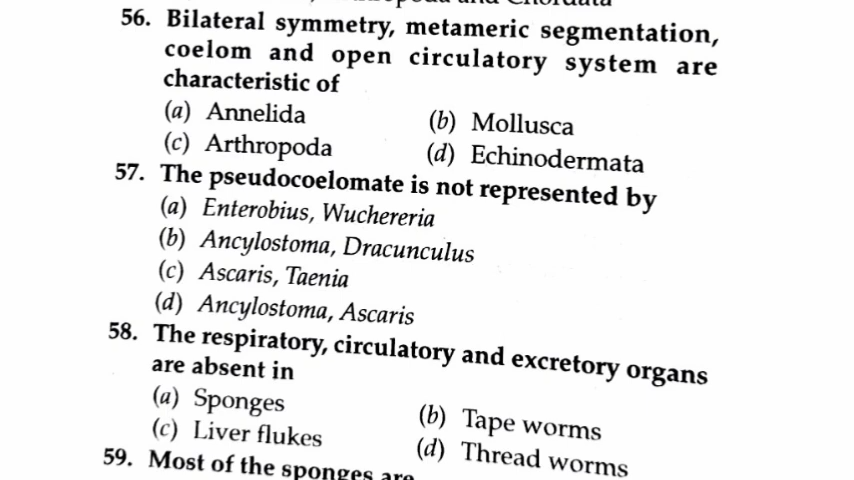 and Chordata
56. Bilateral symmetry, metameric segmentation,
coelom and open circulatory system are
characteristic of
(a) Annelida (b) Mollusca
(c) Arthropoda (d) Echinodermata
57. The pseudocoelomate is not represented by
(a) Enterobius, Wuchereria
(b) Ancylostoma, Dracunculus
(c) Ascaris, Taenia
(d) Ancylostoma, Ascaris
58. The respiratory, circulatory and excretory organs
are absent in
(a) Sponges (b) Tape worms
(c) Liver flukes (d) Thread worms
59. Most of the sponges are